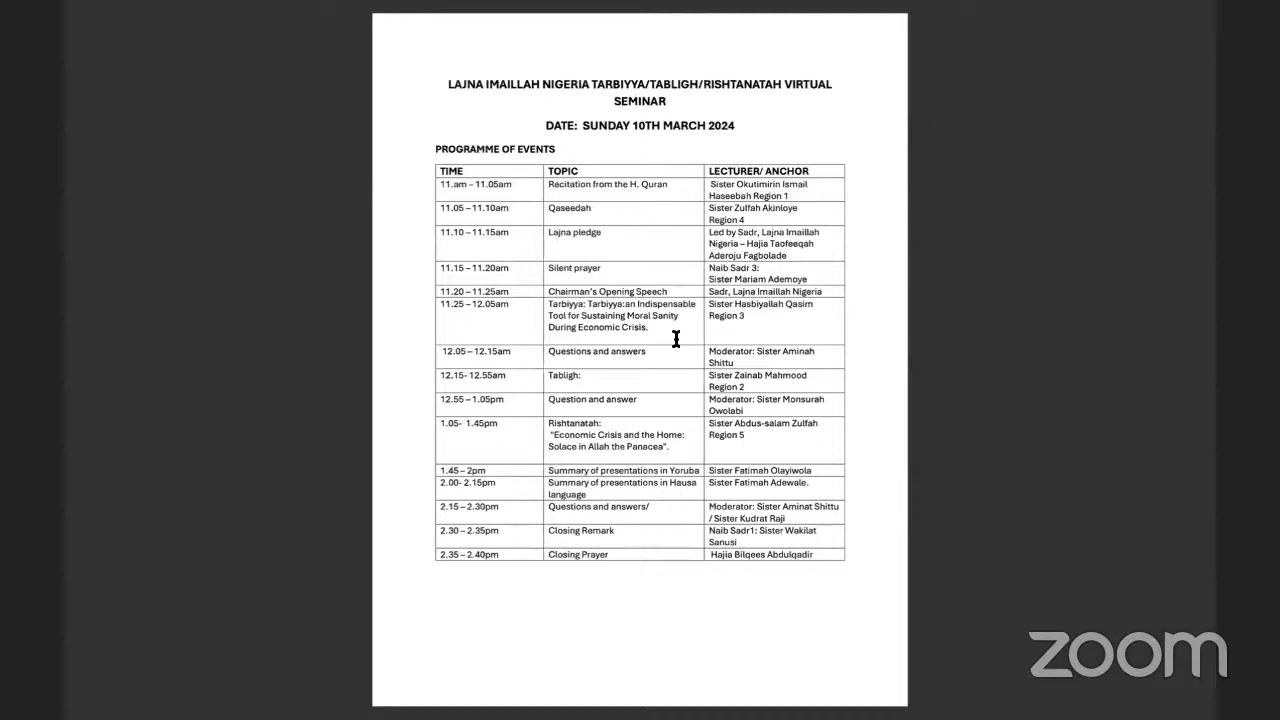 LAJNA IMAILLAH NIGERIA TARBIYYA/TABLIGH/RISHTANATAH VIRTUAL
SEMINAR
DATE: SUNDAY 10TH MARCH 2024
PROGRAMME OF EVENTS
TIME TOPIC LECTURER/ ANCHOR
11.am – 11.05am Recitation from the H. Quran Sister Okutimirin Ismail
Haseebah Region 1
11.05 – 11.10am Qaseedah Sister Zulfah Akinloye
Region 4
11.10 – 11.15am Lajna pledge Led by Sadr, Lajna Imaillah
Nigeria – Hajia Taofeeqah
Aderoju Fagbolade
11.15 – 11.20am Silent prayer Naib Sadr 3:
Sister Mariam Ademoye
11.20 – 11.25am Chairman's Opening Speech Sadr, Lajna Imaillah Nigeria
11.25 – 12.05am Tarbiyya: Tarbiyya:an Indispensable Sister Hasbiyallah Qasim
Tool for Sustaining Moral Sanity Region 3
During Economic Crisis.
12.05 – 12.15am Questions and answers Moderator: Sister Aminah
Shittu
12.15- 12.55am Tabligh: Sister Zainab Mahmood
Region 2
12.55 – 1.05pm Question and answer Moderator: Sister Monsurah
Owolabi
1.05- 1.45pm Rishtanatah: Sister Abdus-salam Zulfah
"Economic Crisis and the Home: Region 5
Solace in Allah the Panacea".
1.45 – 2pm Summary of presentations in Yoruba Sister Fatimah Olayiwola
2.00- 2.15pm Summary of presentations in Hausa Sister Fatimah Adewale.
language
2.15 – 2.30pm Questions and answers/ Moderator: Sister Aminat Shittu
/ Sister Kudrat Raji
2.30 – 2.35pm Closing Remark Naib Sadr1: Sister Wakilat
Sanusi
2.35 – 2.40pm Closing Prayer Hajia Bilqees Abdulqadir
zoom